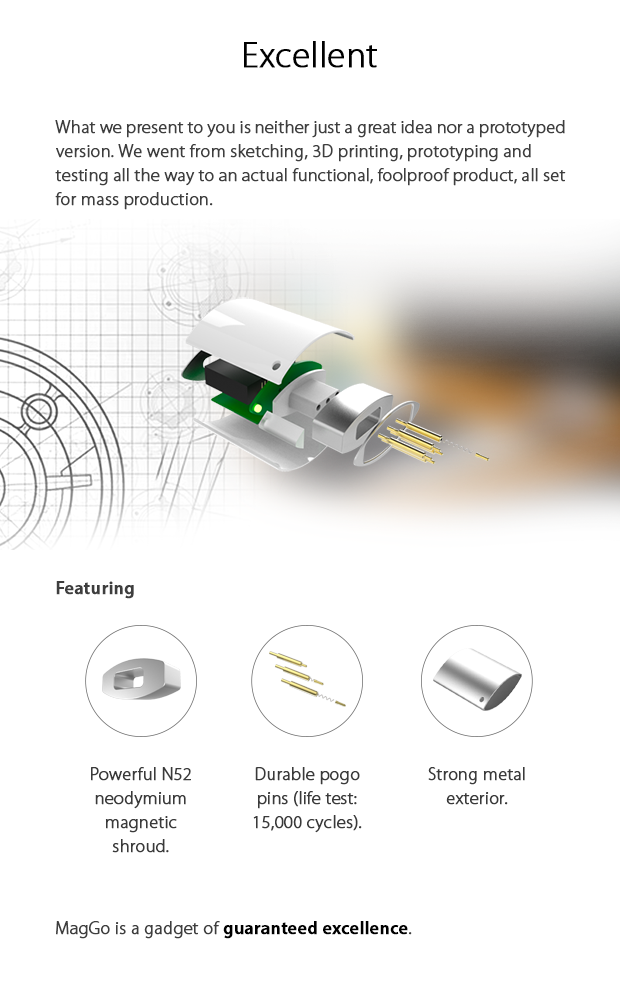 Excellent
What we present to you is neither just a great idea nor a prototyped
version. We went from sketching, 3D printing, prototyping and
testing all the way to an actual functional, foolproof product, all set
for mass production.
Featuring
Powerful N52
neodymium
magnetic
shroud.
Durable pogo
pins (life test:
15,000 cycles).
Strong metal
exterior.
MagGo is a gadget of guaranteed excellence.